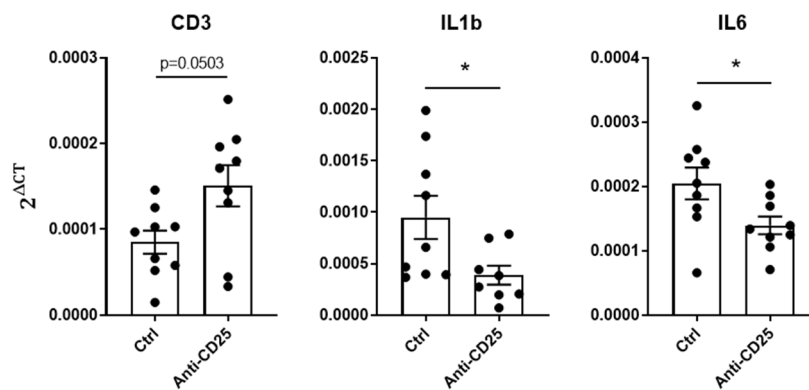 CD3
IL1b
IL6
2^ΔCT
0.0003
0.0002
0.0001
0.0000
p=0.0503
Ctrl
Anti-CD25
0.0025
0.0020
0.0015
0.0010
0.0005
0.0000
*
Ctrl
Anti-CD25
0.0004
0.0003
0.0002
0.0001
0.0000
*
Ctrl
Anti-CD25